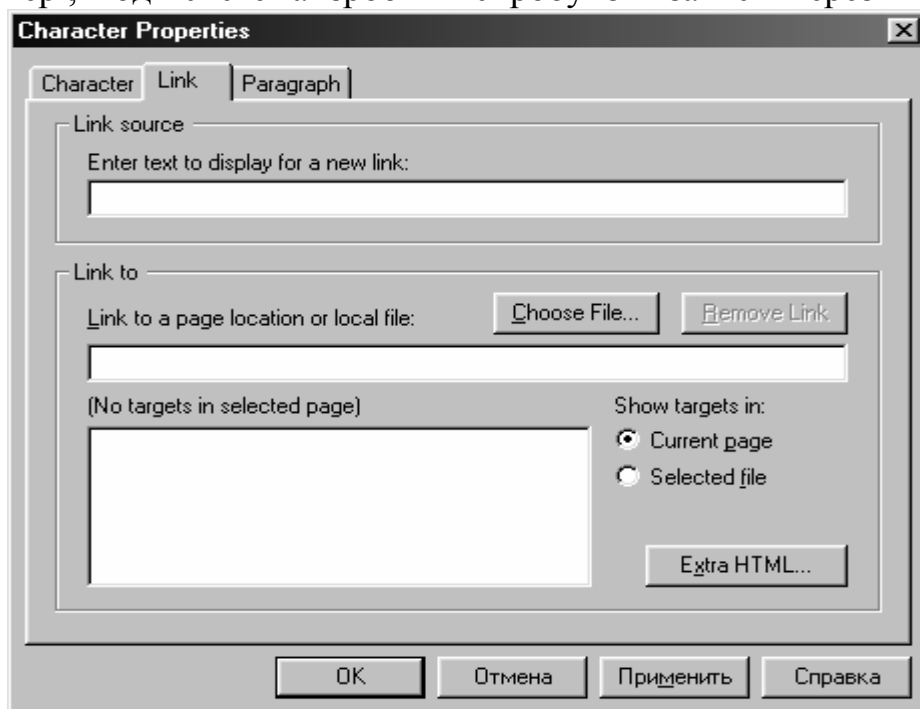 Character Properties
Character Link Paragraph
Link source
Enter text to display for a new link:
Link to
Link to a page location or local file:
Choose File...
Remove Link
(No targets in selected page)
Show targets in:
Current page
Selected file
Extra HTML...
OK Отмена Применить Справка